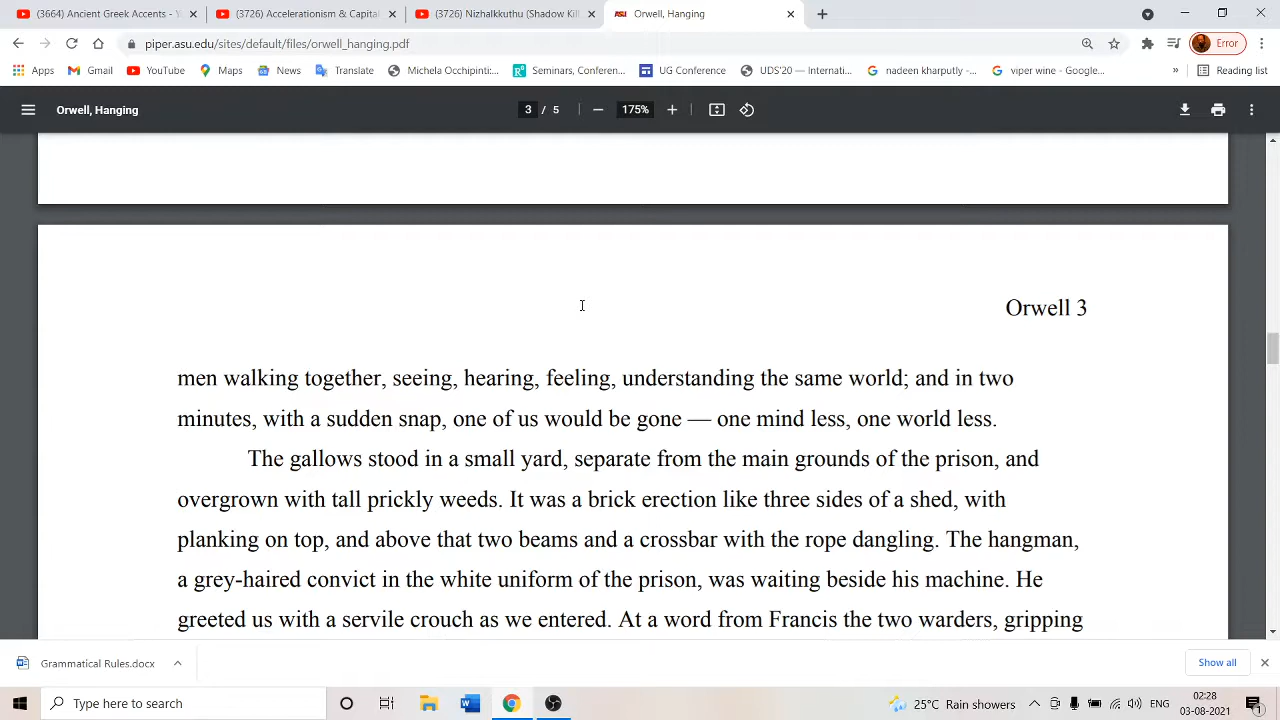 (3664) Ancient Greek Accents - Y
(3726) Accelerationism & Capital
(3726) Nizhalkkuthu (Shadow Kill
ASU Orwell, Hanging
piper.asu.edu/sites/default/files/orwell_hanging.pdf
Error
Apps
Gmail
YouTube
Maps
News
Translate
Michela Occhipinti:...
Seminars, Conferen...
UG Conference
UDS'20 — Internati...
nadeen kharputly -...
viper wine - Google...
»
Reading list
Orwell, Hanging
3 / 5
175%
Orwell 3
men walking together, seeing, hearing, feeling, understanding the same world; and in two
minutes, with a sudden snap, one of us would be gone — one mind less, one world less.
The gallows stood in a small yard, separate from the main grounds of the prison, and
overgrown with tall prickly weeds. It was a brick erection like three sides of a shed, with
planking on top, and above that two beams and a crossbar with the rope dangling. The hangman,
a grey-haired convict in the white uniform of the prison, was waiting beside his machine. He
greeted us with a servile crouch as we entered. At a word from Francis the two warders, gripping
Grammatical Rules.docx
Show all
Type here to search
25°C Rain showers
ENG
02:28
03-08-2021
1